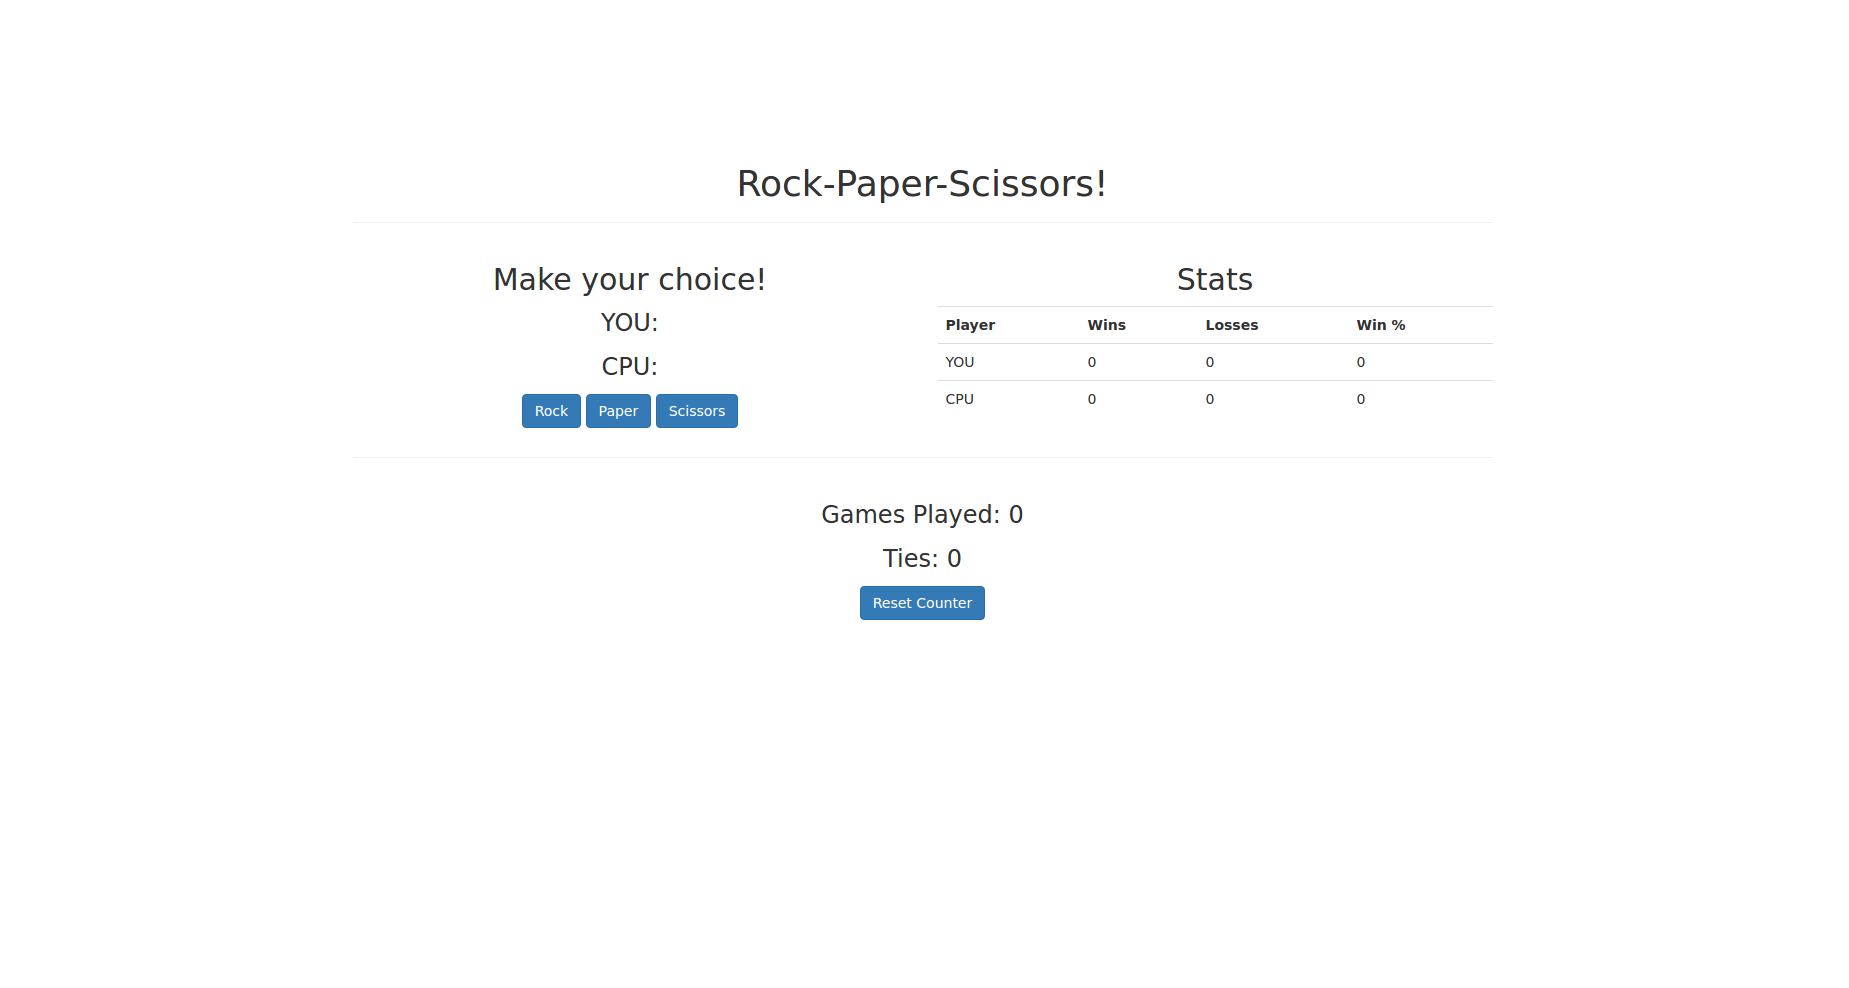 Rock-Paper-Scissors!
Make your choice!
YOU:
CPU:
Rock Paper Scissors
Stats
Player Wins Losses Win %
YOU 0 0 0
CPU 0 0 0
Games Played: 0
Ties: 0
Reset Counter